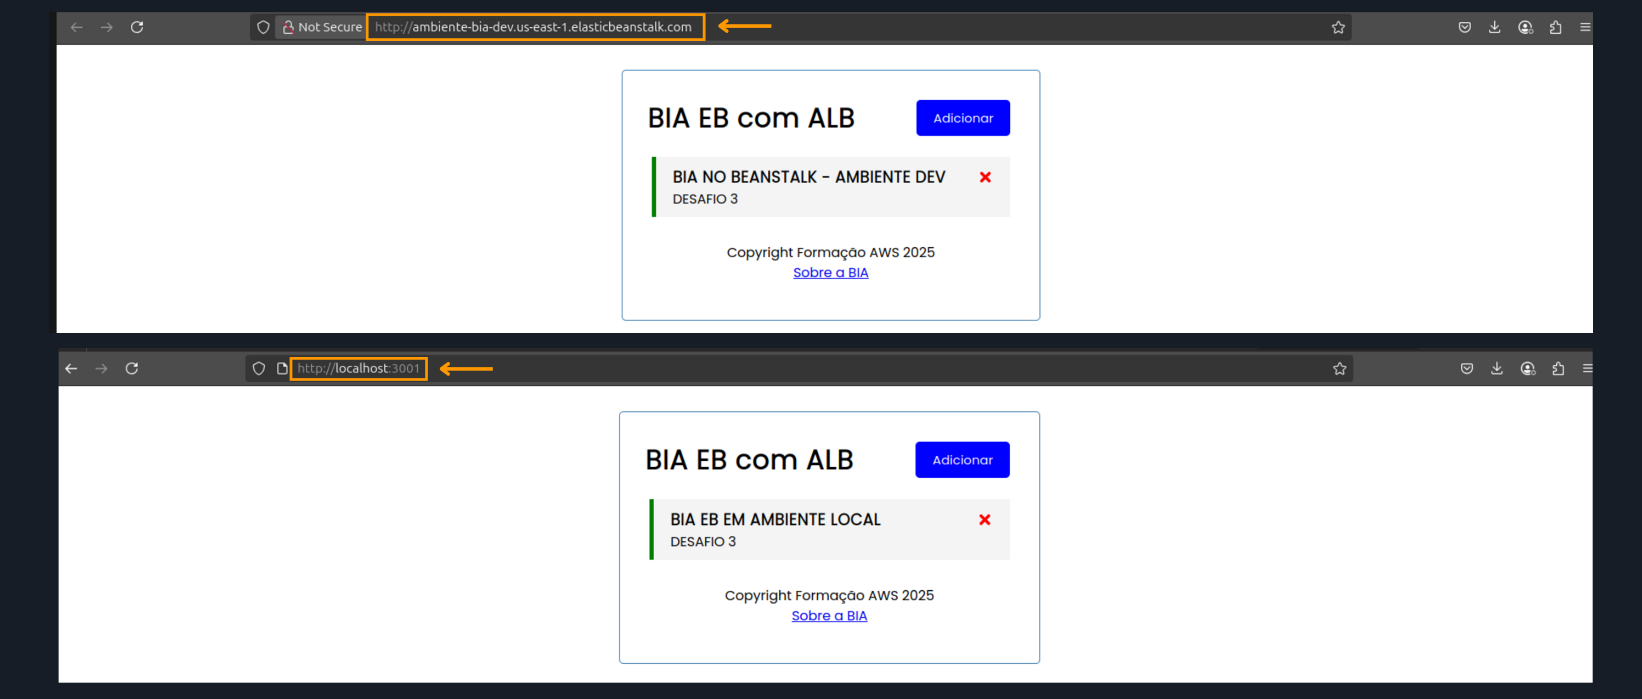 Not Secure http://ambiente-bia-dev.us-east-1.elasticbeanstalk.com
BIA EB com ALB
Adicionar
BIA NO BEANSTALK - AMBIENTE DEV
DESAFIO 3
Copyright Formação AWS 2025
Sobre a BIA
http://localhost:3001
BIA EB com ALB
Adicionar
BIA EB EM AMBIENTE LOCAL
DESAFIO 3
Copyright Formação AWS 2025
Sobre a BIA